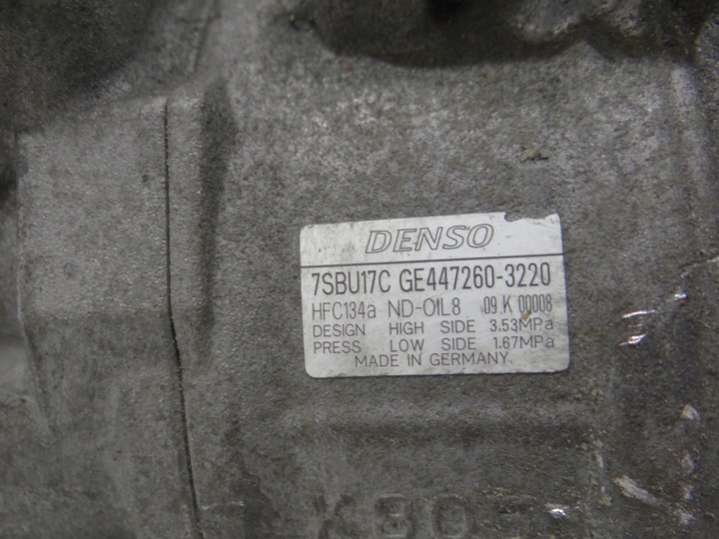 DENSO
7SBU17C GE447260-3220
HFC134a ND-OIL8 09.K 00008
DESIGN HIGH SIDE 3.53MPa
PRESS LOW SIDE 1.67MPa
MADE IN GERMANY.